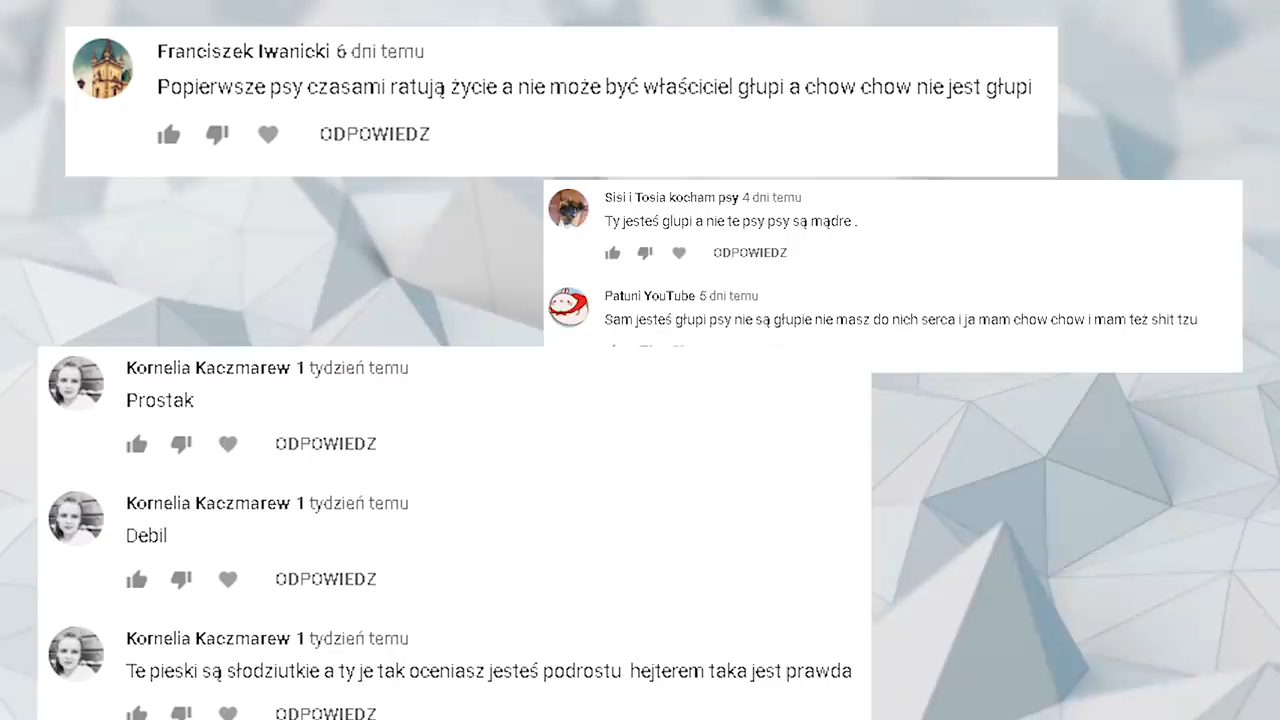 Franciszek Iwanicki 6 dni temu
Popierwsze psy czasami ratują życie a nie może być właściciel głupi a chow chow nie jest głupi
ODPOWIEDZ
Sisi i Tosia kocham psy 4 dni temu
Ty jesteś glupi a nie te psy psy są mądre .
ODPOWIEDZ
Patuni YouTube 5 dni temu
Sam jesteś głupi psy nie są głupie nie masz do nich serca i ja mam chow chow i mam też shit tzu
Kornelia Kaczmarew 1 tydzień temu
Prostak
ODPOWIEDZ
Kornelia Kaczmarew 1 tydzień temu
Debil
ODPOWIEDZ
Kornelia Kaczmarew 1 tydzień temu
Te pieski są słodziutkie a ty je tak oceniasz jesteś podrostu hejterem taka jest prawda
ODPOWIEDZ